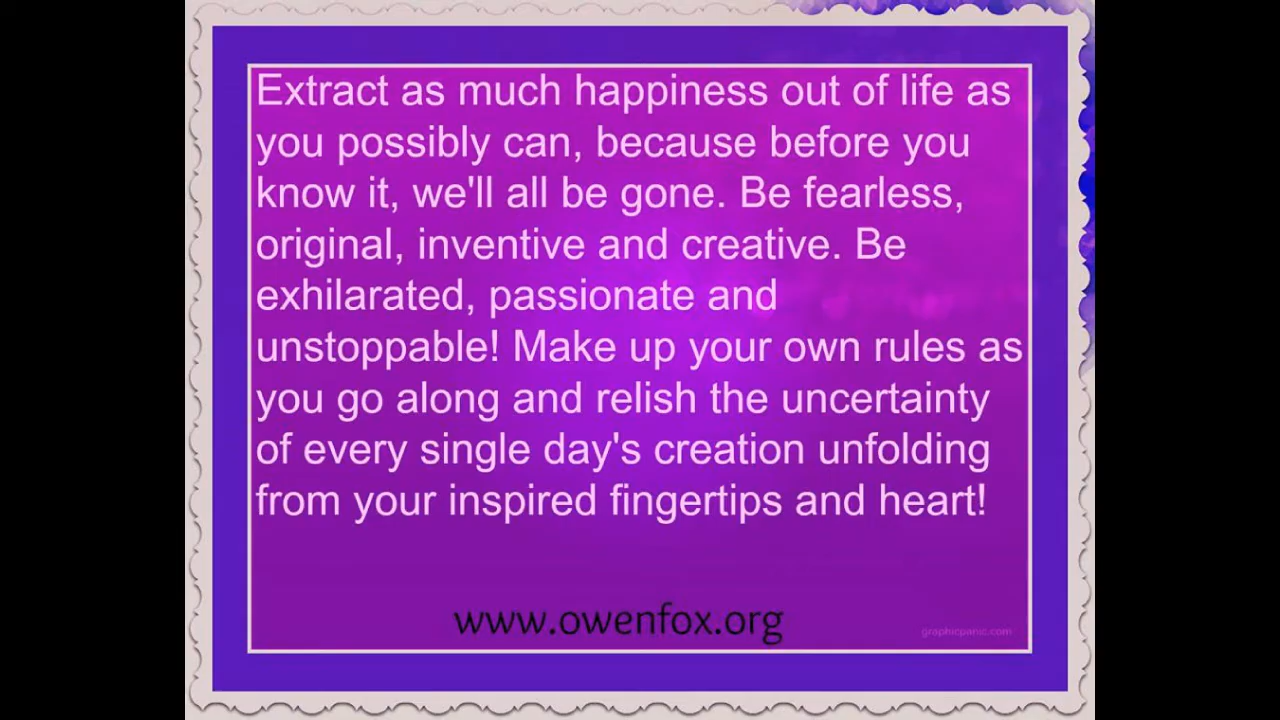 Extract as much happiness out of life as
you possibly can, because before you
know it, we'll all be gone. Be fearless,
original, inventive and creative. Be
exhilarated, passionate and
unstoppable! Make up your own rules as
you go along and relish the uncertainty
of every single day's creation unfolding
from your inspired fingertips and heart!
www.owenfox.org
graphicpanic.com